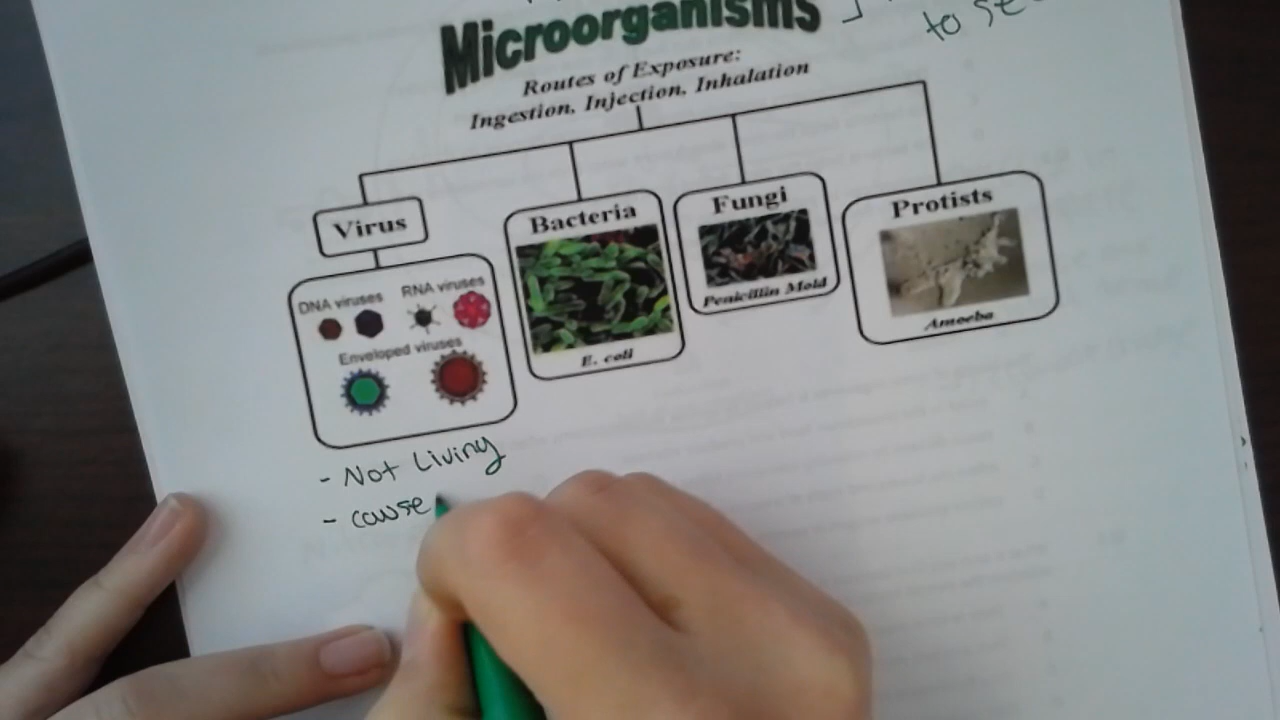 to se
Microorganisms
Routes of Exposure:
Ingestion, Injection, Inhalation
Virus
Bacteria
Fungi
Protists
DNA viruses
RNA viruses
Enveloped viruses
E. coli
Penicillin Mold
Amoeba
- Not Living
- cause